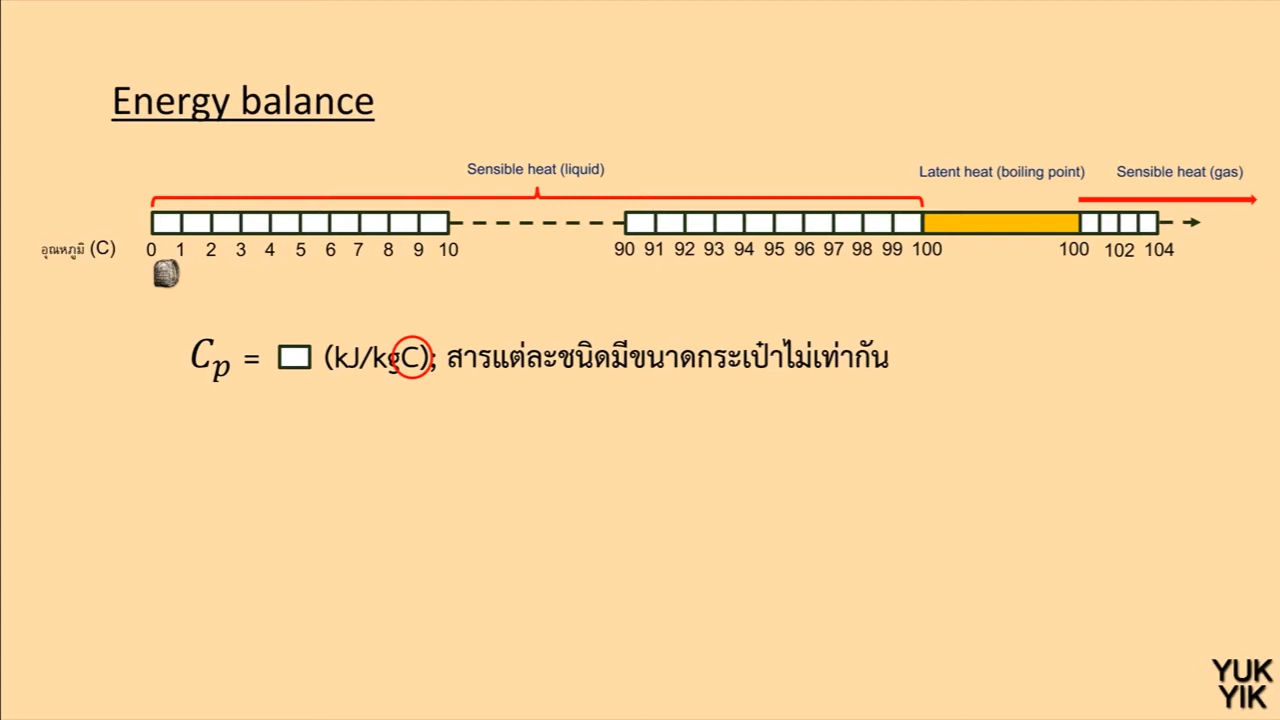 Energy balance
Sensible heat (liquid)
Latent heat (boiling point)
Sensible heat (gas)
อุณหภูมิ (C)
0 1 2 3 4 5 6 7 8 9 10 90 91 92 93 94 95 96 97 98 99 100 100 102 104
Cp = (kJ/kgC); สารแต่ละชนิดมีขนาดกระเป๋าไม่เท่ากัน
YUK
YIK